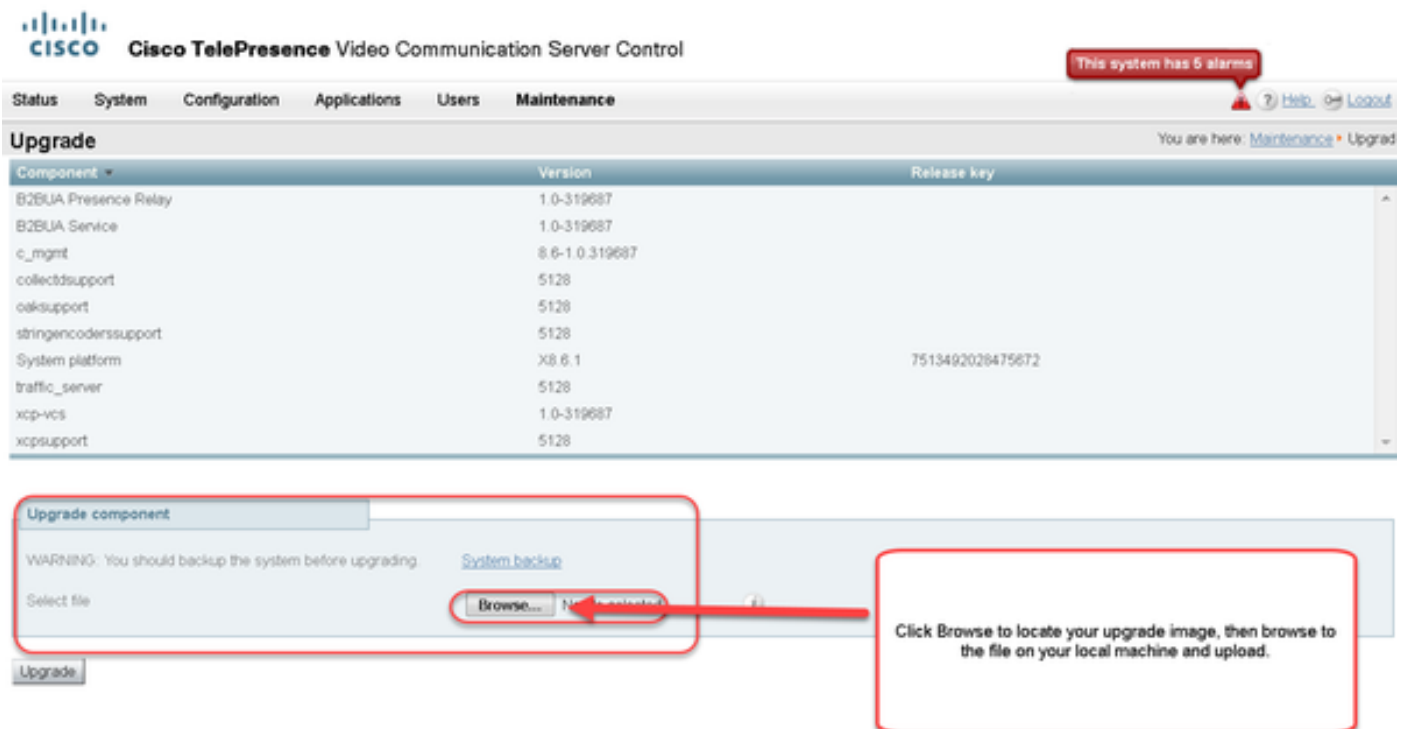 CISCO Cisco TelePresence Video Communication Server Control
This system has 5 alarms
Status System Configuration Applications Users Maintenance Help Logout
Upgrade You are here: Maintenance Upgrad
Component Version Release key
B2BUA Presence Relay 1.0-319687
B2BUA Service 1.0-319687
c_mgmt 8.6-1.0.319687
collectdsupport 5128
oaksupport 5128
stringencoderssupport 5128
System platform X8.6.1 7513492028475672
traffic_server 5128
xcp-vcs 1.0-319687
xcpsupport 5128
Upgrade component
WARNING: You should backup the system before upgrading. System backup
Select file Browse... selected
Click Browse to locate your upgrade image, then browse to
the file on your local machine and upload.
Upgrade